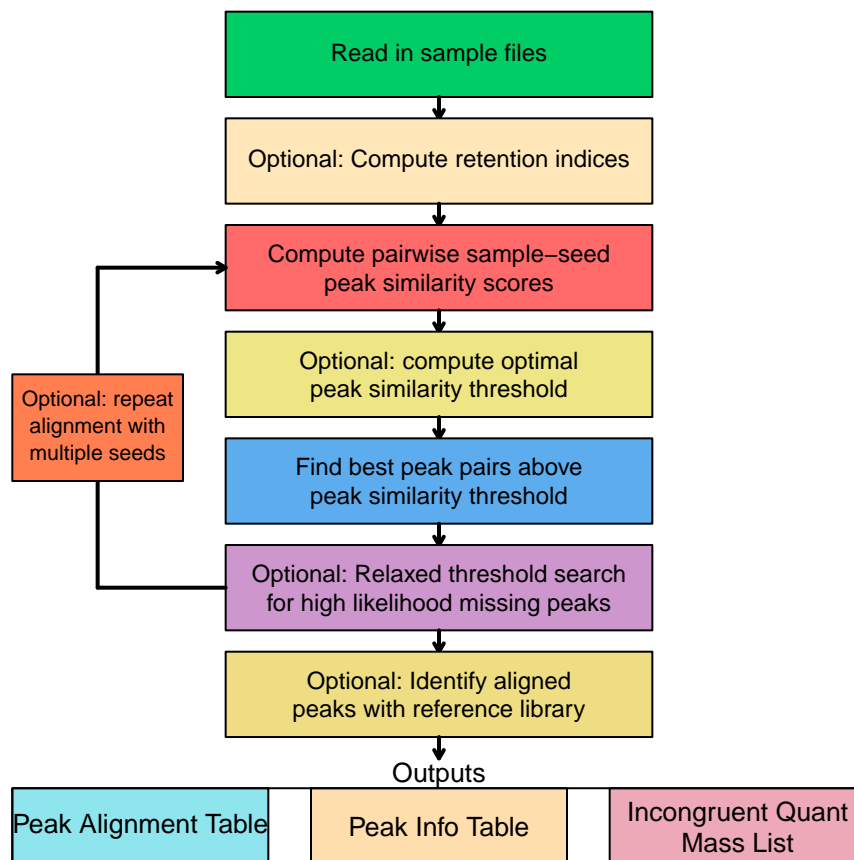 Read in sample files
Optional: Compute retention indices
Compute pairwise sample−seed
peak similarity scores
Optional: compute optimal
peak similarity threshold
Optional: repeat
alignment with
multiple seeds
Find best peak pairs above
peak similarity threshold
Optional: Relaxed threshold search
for high likelihood missing peaks
Optional: Identify aligned
peaks with reference library
Outputs
Peak Alignment Table
Peak Info Table
Incongruent Quant
Mass List